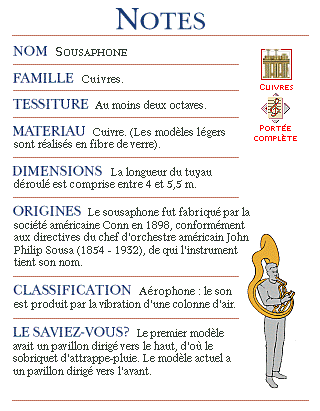 NOTES
NOM SOUSAPHONE
FAMILLE Cuivres.
TESSITURE Au moins deux octaves.
MATERIAU Cuivre. (Les modèles légers
sont réalisés en fibre de verre).
DIMENSIONS La longueur du tuyau
déroulé est comprise entre 4 et 5,5 m.
ORIGINES Le sousaphone fut fabriqué par la
société américaine Conn en 1898, conformément
aux directives du chef d'orchestre américain John
Philip Sousa (1854 - 1932), de qui l'instrument
tient son nom.
CLASSIFICATION Aérophone : le son
est produit par la vibration d'une colonne d'air.
LE SAVIEZ-VOUS? Le premier modèle
avait un pavillon dirigé vers le haut, d'où le
sobriquet d'attrappe-pluie. Le modèle actuel a
un pavillon dirigé vers l'avant.
CUIVRES
PORTÉE
COMPLÈTE